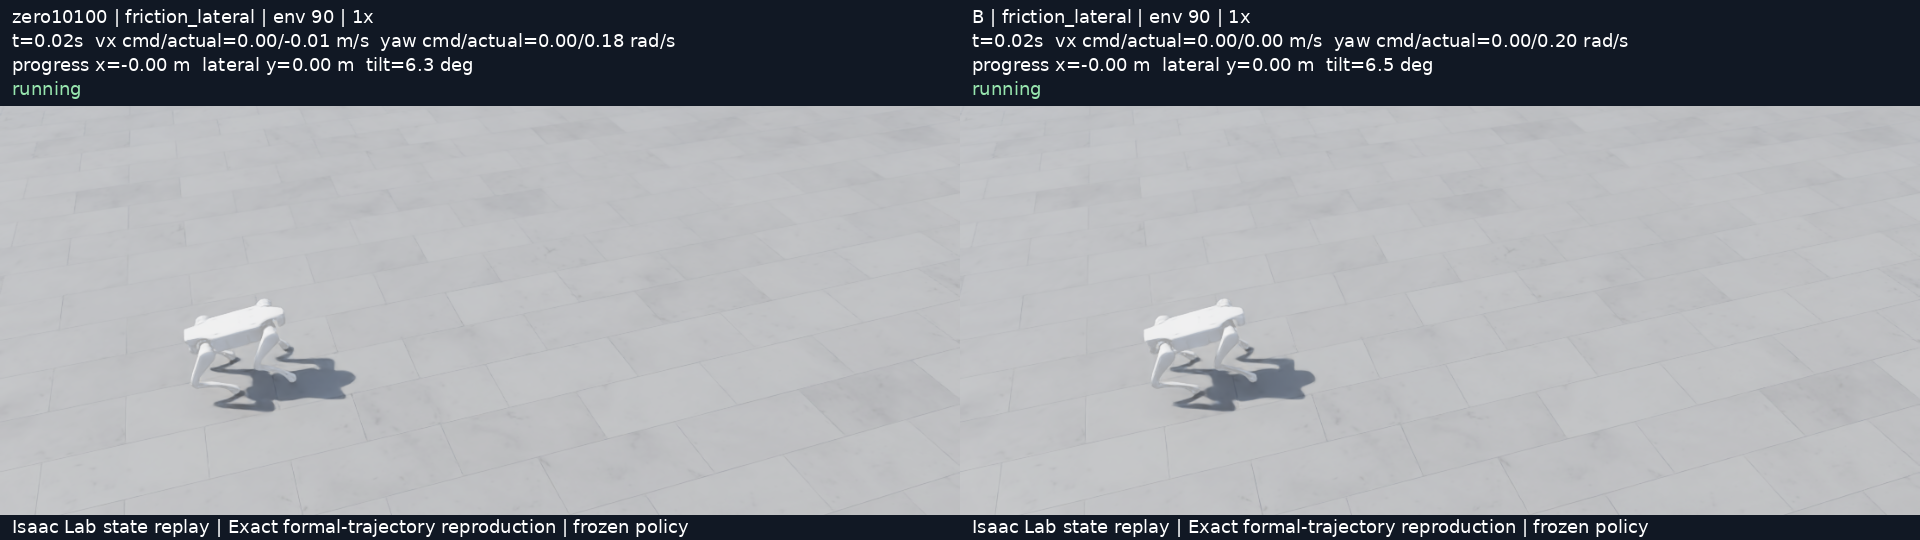 zero10100 | friction_lateral | env 90 | 1x
t=0.02s  vx cmd/actual=0.00/-0.01 m/s  yaw cmd/actual=0.00/0.18 rad/s
progress x=-0.00 m  lateral y=0.00 m  tilt=6.3 deg
running
Isaac Lab state replay | Exact formal-trajectory reproduction | frozen policy
B | friction_lateral | env 90 | 1x
t=0.02s  vx cmd/actual=0.00/0.00 m/s  yaw cmd/actual=0.00/0.20 rad/s
progress x=-0.00 m  lateral y=0.00 m  tilt=6.5 deg
running
Isaac Lab state replay | Exact formal-trajectory reproduction | frozen policy